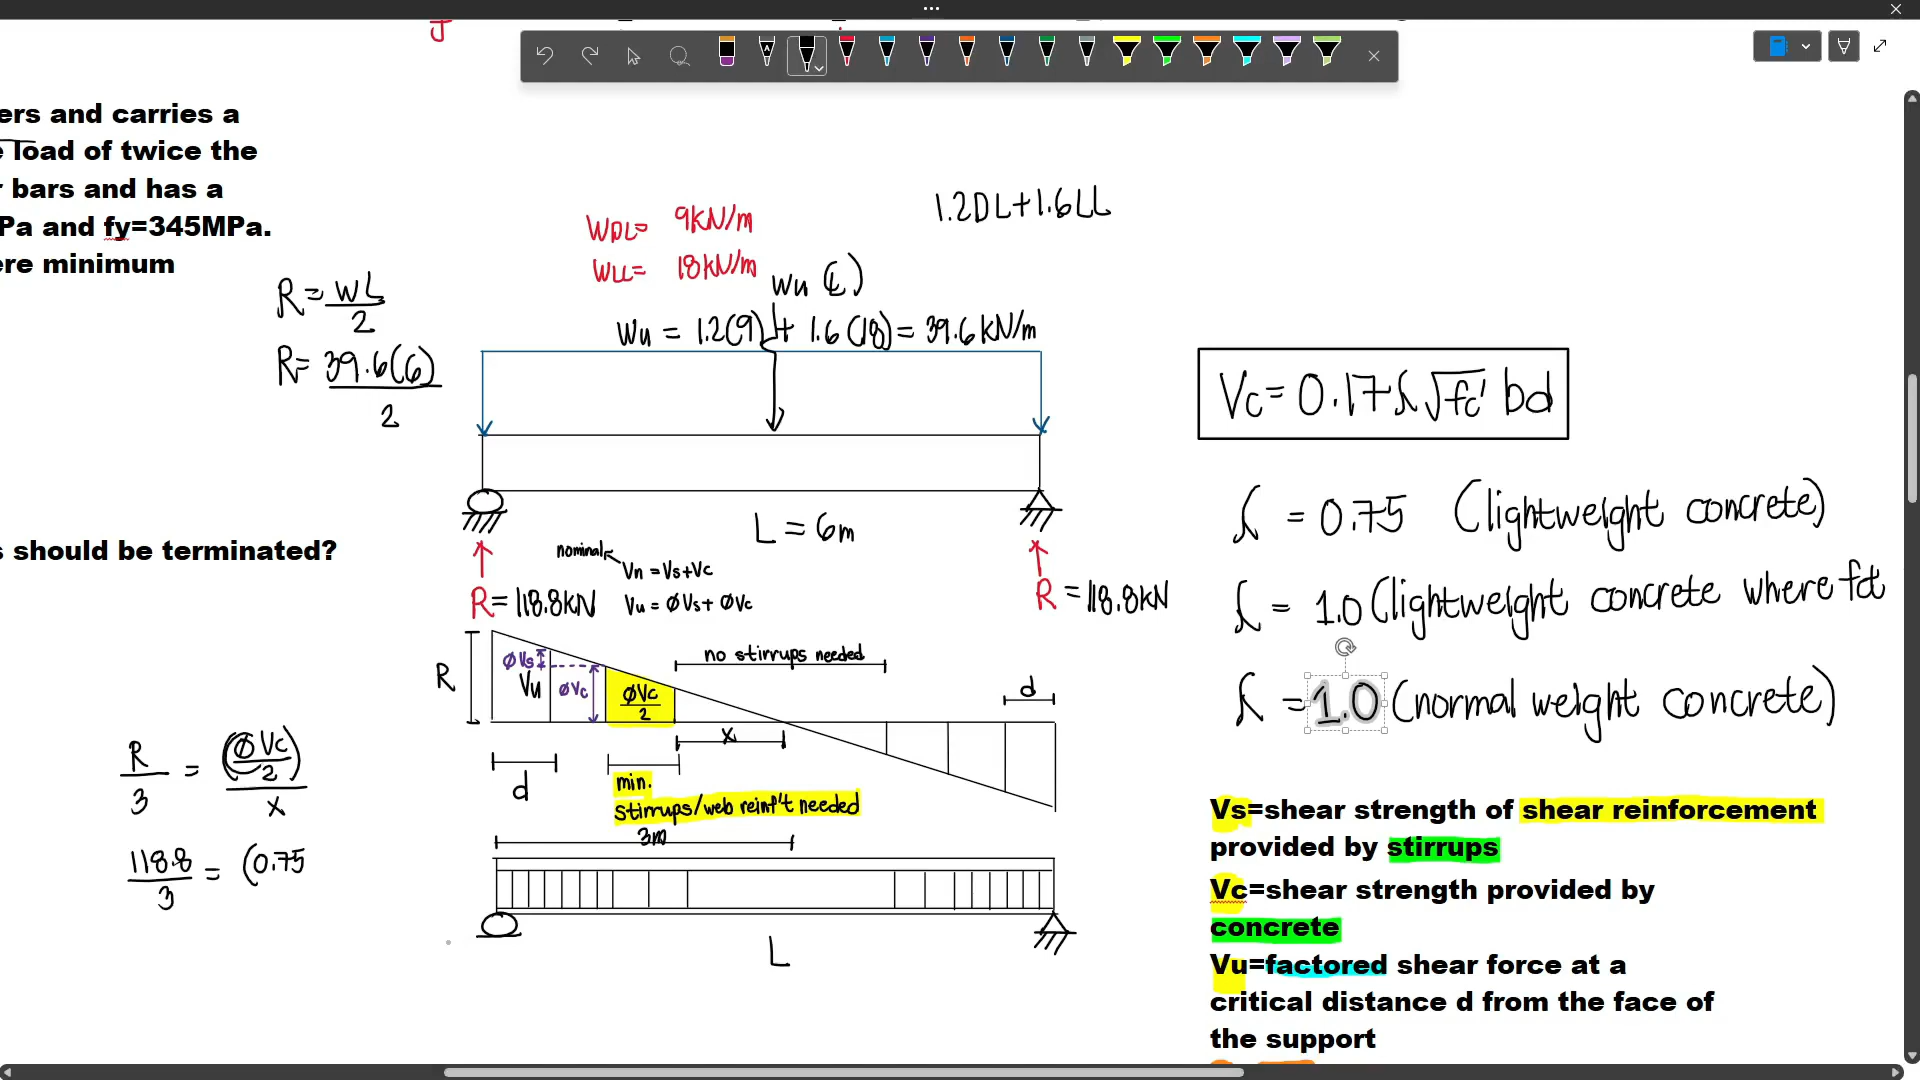 ers and carries a
load of twice the
r bars and has a
Pa and fy=345MPa.
ere minimum
s should be terminated?
1.2DL+1.6LL
WDL= 9kN/m
WLL= 18kN/m
Wu (L)
Wu = 1.2(9) + 1.6(18) = 39.6 kN/m
R = WL/2
R = 39.6(6)/2
L = 6m
nominal
Vn = Vs+Vc
Vu = ØVs + ØVc
R = 118.8kN
R = 118.8kN
R
ØVs
Vu
ØVc
ØVc/2
no stirrups needed
d
x
d
min.
stirrups/web reinf't needed
3m
L
R/3 = (ØVc/2)/x
118.8/3 = (0.75
Vc = 0.17λ√fc' bd
λ = 0.75 (lightweight concrete)
λ = 1.0 (lightweight concrete where fct
λ = 1.0 (normal weight concrete)
Vs=shear strength of shear reinforcement
provided by stirrups
Vc=shear strength provided by
concrete
Vu=factored shear force at a
critical distance d from the face of
the support